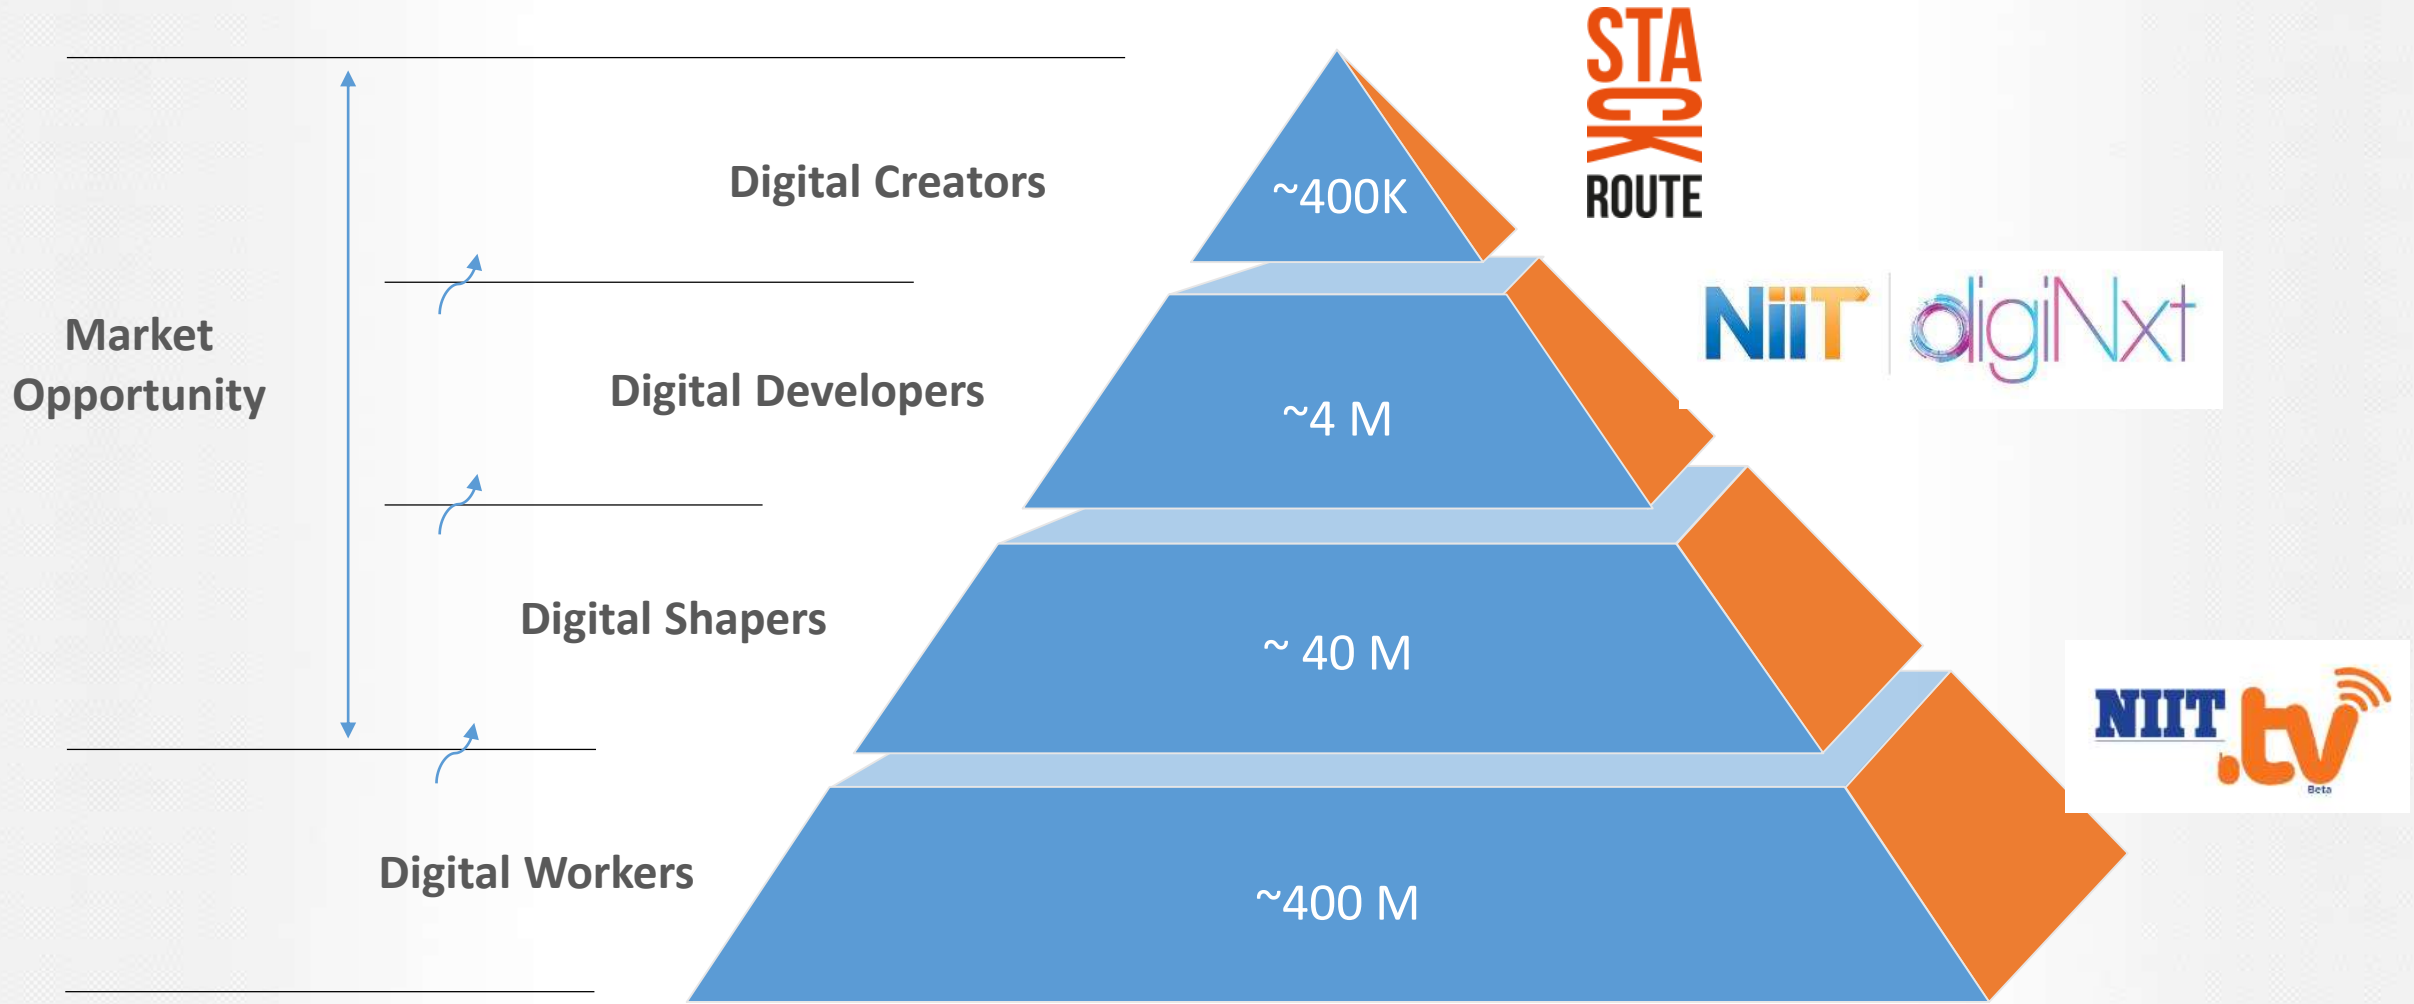 STA
CK
ROUTE
Digital Creators
~400K
NiiT digiNxt
Market
Opportunity
Digital Developers
~4 M
Digital Shapers
~ 40 M
NIIT
.tv
Beta
Digital Workers
~400 M